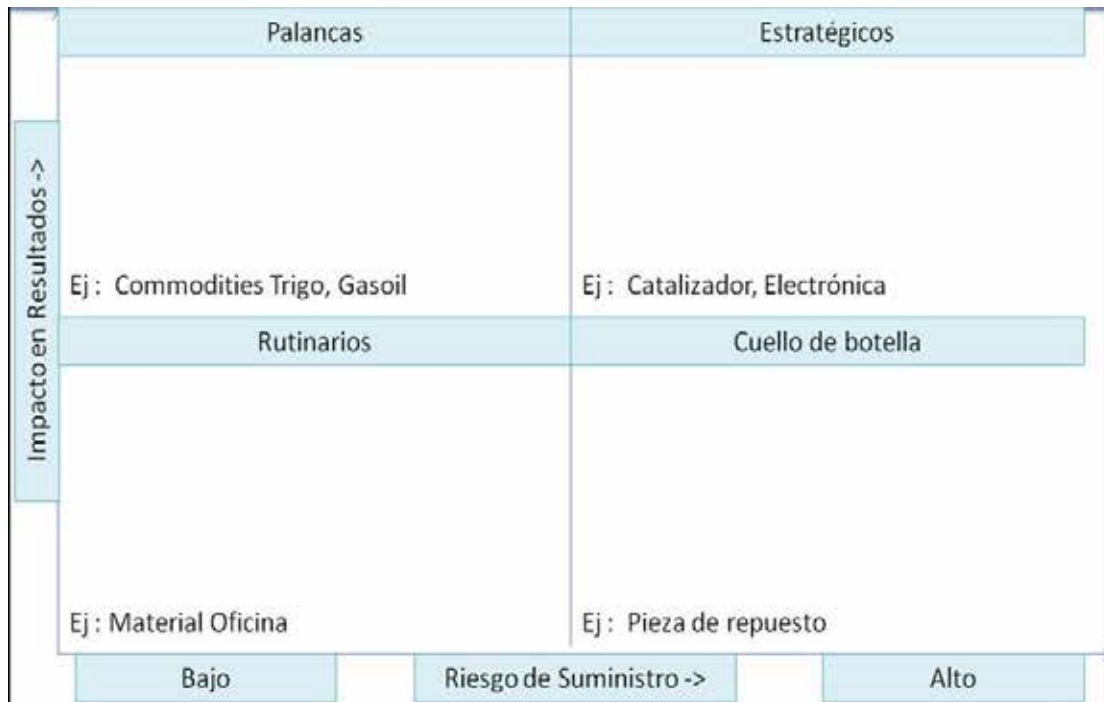 Palancas
Estratégicos
Impacto en Resultados ->
Ej : Commodities Trigo, Gasoil
Ej : Catalizador, Electrónica
Rutinarios
Cuello de botella
Ej : Material Oficina
Ej : Pieza de repuesto
Bajo
Riesgo de Suministro ->
Alto